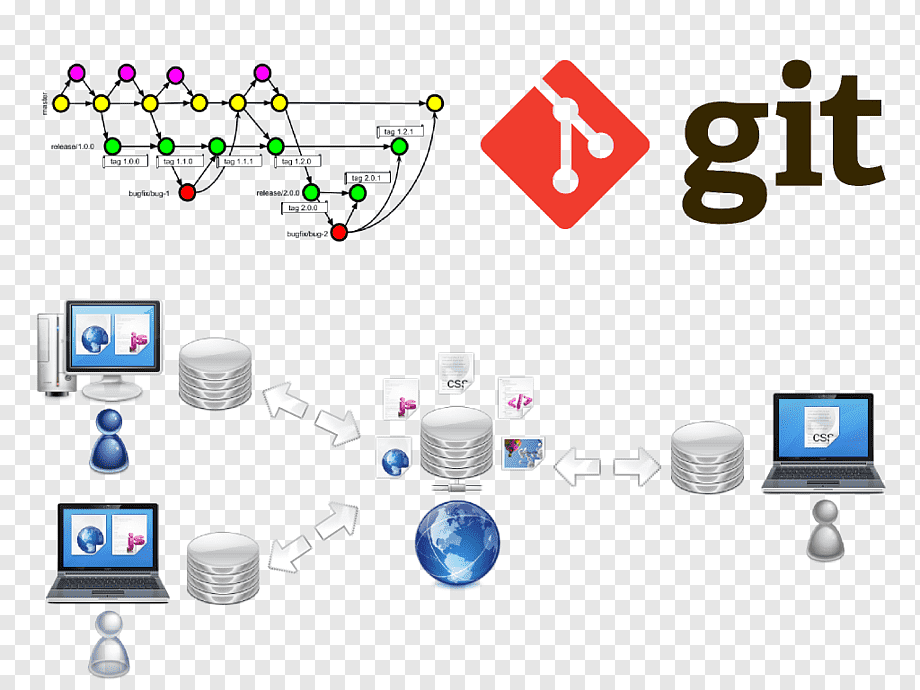 master
git
tag 1.2.1
release/1.0.0
tag 1.0.0
tag 1.1.0
tag 1.1.1
tag 1.2.0
tag 2.0.1
bugfix/bug-1
release/2.0.0
tag 2.0.0
bugfix/bug-2
js
css
js
</>
css
js